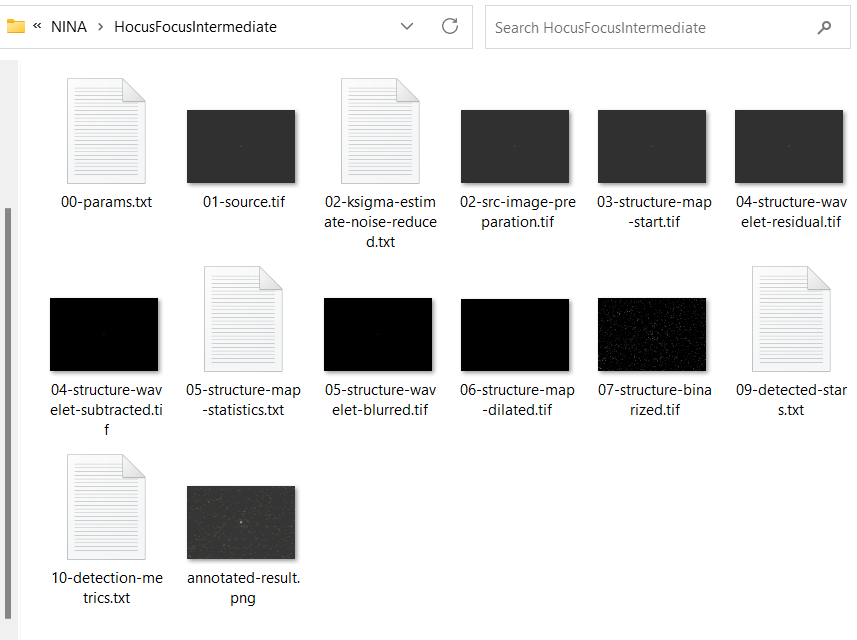 « NINA > HocusFocusIntermediate
Search HocusFocusIntermediate
00-params.txt
01-source.tif
02-ksigma-estim
ate-noise-reduce
d.txt
02-src-image-pre
paration.tif
03-structure-map
-start.tif
04-structure-wav
elet-residual.tif
04-structure-wav
elet-subtracted.ti
f
05-structure-map
-statistics.txt
05-structure-wav
elet-blurred.tif
06-structure-map
-dilated.tif
07-structure-bina
rized.tif
09-detected-star
s.txt
10-detection-me
trics.txt
annotated-result.
png